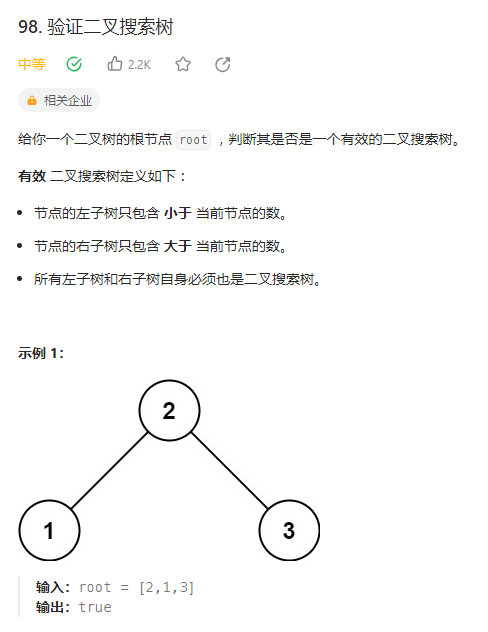 98. 验证二叉搜索树
中等 2.2K
相关企业
给你一个二叉树的根节点 root ，判断其是否是一个有效的二叉搜索树。
有效 二叉搜索树定义如下：
节点的左子树只包含 小于 当前节点的数。
节点的右子树只包含 大于 当前节点的数。
所有左子树和右子树自身必须也是二叉搜索树。
示例 1：
2
1 3
输入：root = [2,1,3]
输出：true